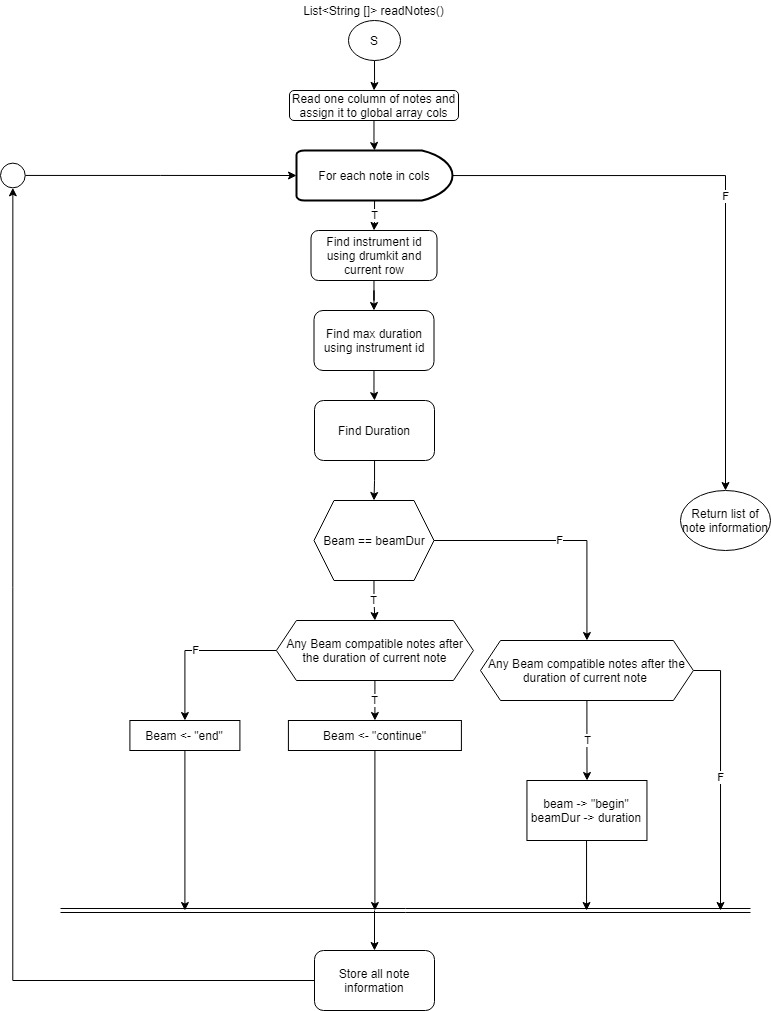 List<String []> readNotes()
S
Read one column of notes and
assign it to global array cols
For each note in cols
F
T
Find instrument id
using drumkit and
current row
Find max duration
using instrument id
Find Duration
Return list of
note information
Beam == beamDur
F
T
Any Beam compatible notes after
the duration of current note
F
Any Beam compatible notes after the
duration of current note
T
Beam <- "end"
Beam <- "continue"
T
F
beam -> "begin"
beamDur -> duration
Store all note
information